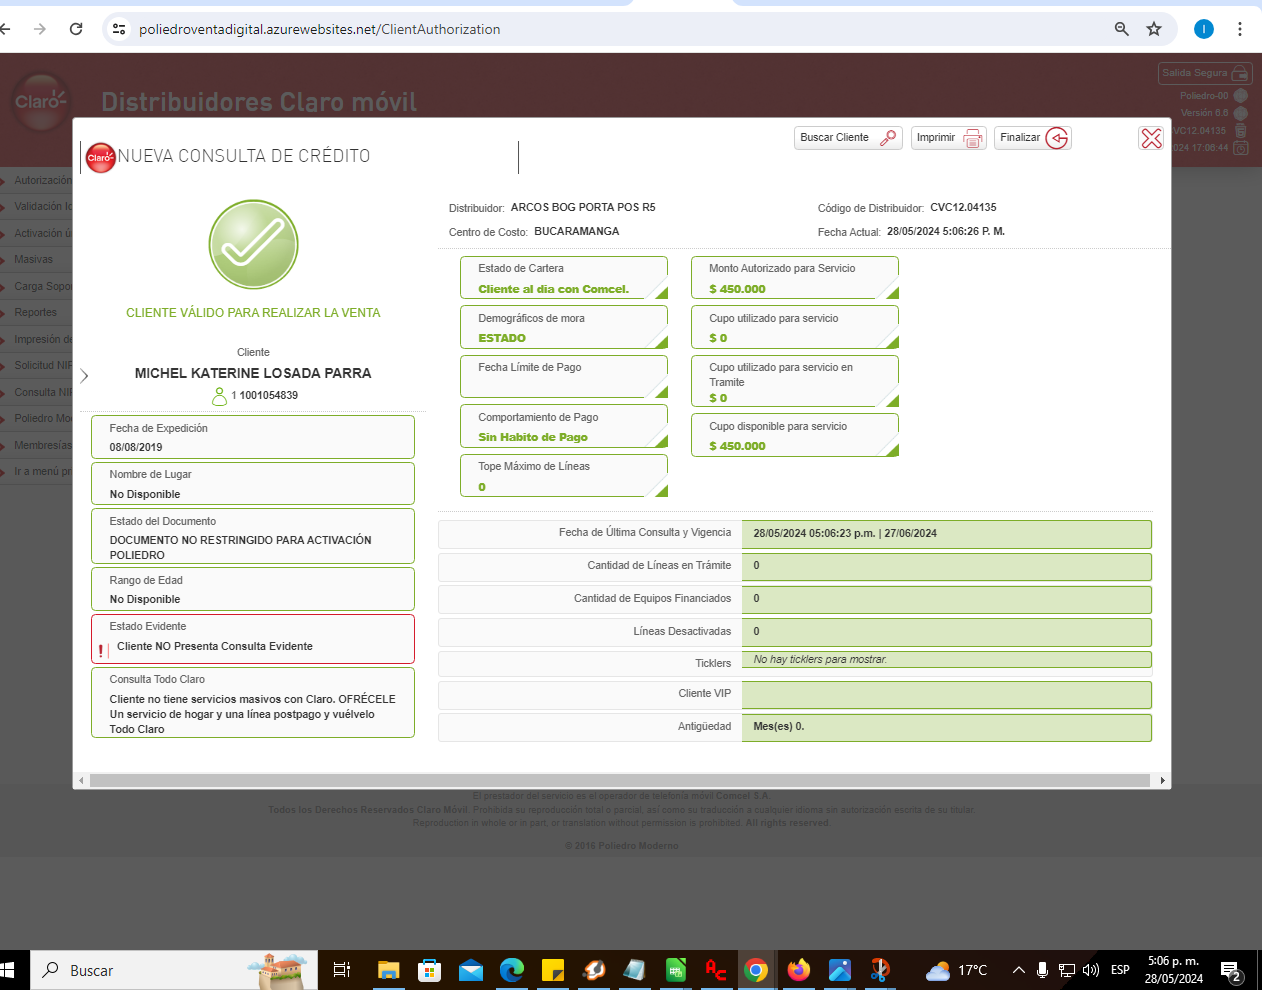 poliedroventadigital.azurewebsites.net/ClientAuthorization
I
Claro
Distribuidores Claro móvil
Salida Segura
Poliedro-00
Versión 6.6
VC12.04135
024 17:06:44
Autorización
Validación Id
Activación ú
Masivas
Carga Sopor
Reportes
Impresión de
Solicitud NIP
Consulta NIP
Poliedro Mo
Membresías
Ir a menú pr
Claro
NUEVA CONSULTA DE CRÉDITO
Buscar Cliente
Imprimir
Finalizar
CLIENTE VÁLIDO PARA REALIZAR LA VENTA
Cliente
MICHEL KATERINE LOSADA PARRA
1 1001054839
Fecha de Expedición
08/08/2019
Nombre de Lugar
No Disponible
Estado del Documento
DOCUMENTO NO RESTRINGIDO PARA ACTIVACIÓN
POLIEDRO
Rango de Edad
No Disponible
Estado Evidente
! Cliente NO Presenta Consulta Evidente
Consulta Todo Claro
Cliente no tiene servicios masivos con Claro. OFRÉCELE
Un servicio de hogar y una línea postpago y vuélvelo
Todo Claro
Distribuidor: ARCOS BOG PORTA POS R5
Código de Distribuidor: CVC12.04135
Centro de Costo: BUCARAMANGA
Fecha Actual: 28/05/2024 5:06:26 P. M.
Estado de Cartera
Cliente al dia con Comcel.
Demográficos de mora
ESTADO
Fecha Límite de Pago
Comportamiento de Pago
Sin Habito de Pago
Tope Máximo de Líneas
0
Monto Autorizado para Servicio
$ 450.000
Cupo utilizado para servicio
$ 0
Cupo utilizado para servicio en
Tramite
$ 0
Cupo disponible para servicio
$ 450.000
Fecha de Última Consulta y Vigencia 28/05/2024 05:06:23 p.m. | 27/06/2024
Cantidad de Líneas en Trámite 0
Cantidad de Equipos Financiados 0
Líneas Desactivadas 0
Ticklers No hay ticklers para mostrar.
Cliente VIP
Antigüedad Mes(es) 0.
El prestador del servicio es el operador de telefonía móvil Comcel S.A.
Todos los Derechos Reservados Claro Móvil. Prohibida su reproducción total o parcial, así como su traducción a cualquier idioma sin autorización escrita de su titular.
Reproduction in whole or in part, or translation without permission is prohibited. All rights reserved.
© 2016 Poliedro Moderno
Buscar
17°C
ESP
5:06 p. m.
28/05/2024
2